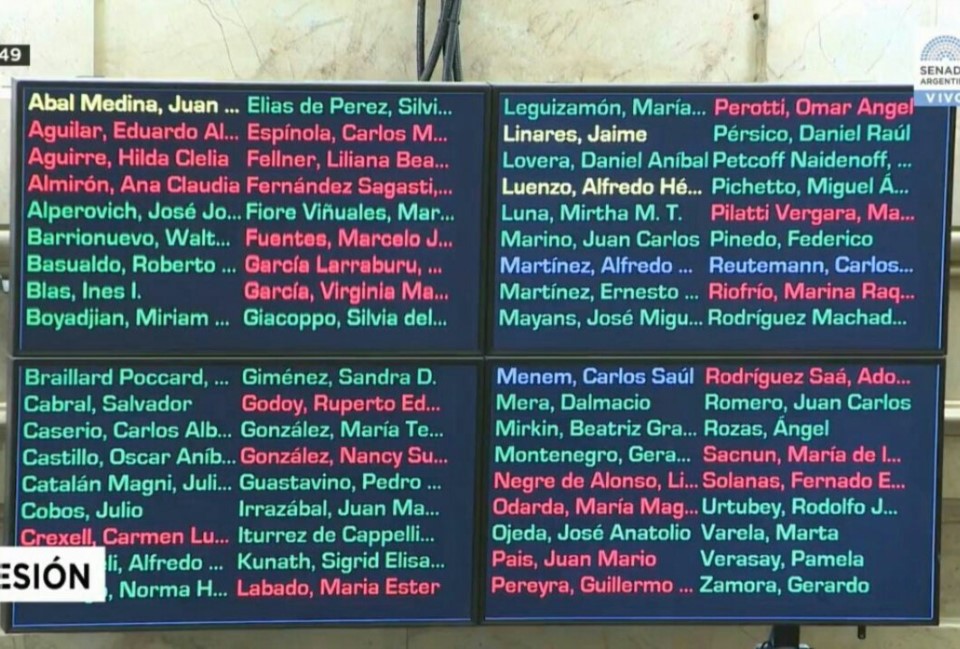 49
SENAD
ARGENTIN
VIVO
Abal Medina, Juan ... Elias de Perez, Silvi...
Aguilar, Eduardo Al... Espínola, Carlos M...
Aguirre, Hilda Clelia Fellner, Liliana Bea...
Almirón, Ana Claudia Fernández Sagasti,...
Alperovich, José Jo... Fiore Viñuales, Mar...
Barrionuevo, Walt... Fuentes, Marcelo J...
Basualdo, Roberto ... García Larraburu, ...
Blas, Ines I. García, Virginia Ma...
Boyadjian, Miriam ... Giacoppo, Silvia del...
Braillard Poccard, ... Giménez, Sandra D.
Cabral, Salvador Godoy, Ruperto Ed...
Caserio, Carlos Alb... González, María Te...
Castillo, Oscar Aníb... González, Nancy Su...
Catalán Magni, Juli... Guastavino, Pedro ...
Cobos, Julio Irrazábal, Juan Ma...
Crexell, Carmen Lu... Iturrez de Cappelli...
li, Alfredo ... Kunath, Sigrid Elisa...
, Norma H... Labado, Maria Ester
ESIÓN
Leguizamón, María... Perotti, Omar Angel
Linares, Jaime Pérsico, Daniel Raúl
Lovera, Daniel Aníbal Petcoff Naidenoff, ...
Luenzo, Alfredo Hé... Pichetto, Miguel Á...
Luna, Mirtha M. T. Pilatti Vergara, Ma...
Marino, Juan Carlos Pinedo, Federico
Martínez, Alfredo ... Reutemann, Carlos...
Martínez, Ernesto ... Riofrío, Marina Raq...
Mayans, José Migu... Rodríguez Machad...
Menem, Carlos Saúl Rodríguez Saá, Ado...
Mera, Dalmacio Romero, Juan Carlos
Mirkin, Beatriz Gra... Rozas, Ángel
Montenegro, Gera... Sacnun, María de l...
Negre de Alonso, Li... Solanas, Fernado E...
Odarda, María Mag... Urtubey, Rodolfo J...
Ojeda, José Anatolio Varela, Marta
Pais, Juan Mario Verasay, Pamela
Pereyra, Guillermo ... Zamora, Gerardo